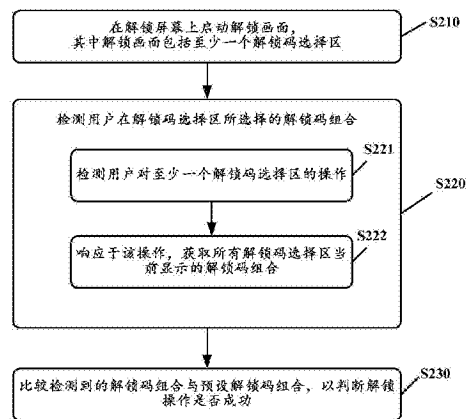 在解锁屏幕上启动解锁画面，
其中解锁画面包括至少一个解锁码选择区
S210
检测用户在解锁码选择区所选择的解锁码组合
S221
检测用户对至少一个解锁码选择区的操作
S220
S222
响应于该操作，获取所有解锁码选择区当
前显示的解锁码组合
S230
比较检测到的解锁码组合与预设解锁码组合，以判断解锁
操作是否成功